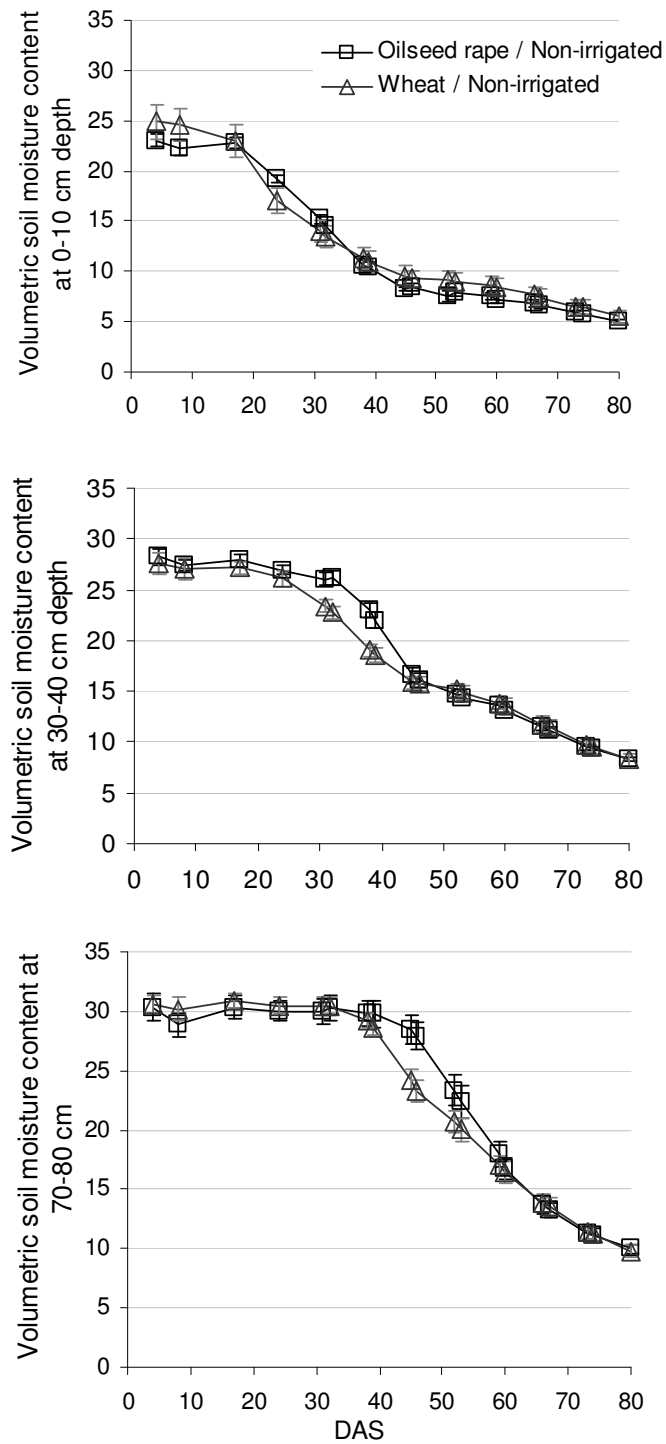 Volumetric soil moisture content
at 0-10 cm depth
35
30
25
20
15
10
5
0
Oilseed rape / Non-irrigated
Wheat / Non-irrigated
0 10 20 30 40 50 60 70 80
Volumetric soil moisture content
at 30-40 cm depth
35
30
25
20
15
10
5
0
0 10 20 30 40 50 60 70 80
Volumetric soil moisture content at
70-80 cm
35
30
25
20
15
10
5
0
0 10 20 30 40 50 60 70 80
DAS